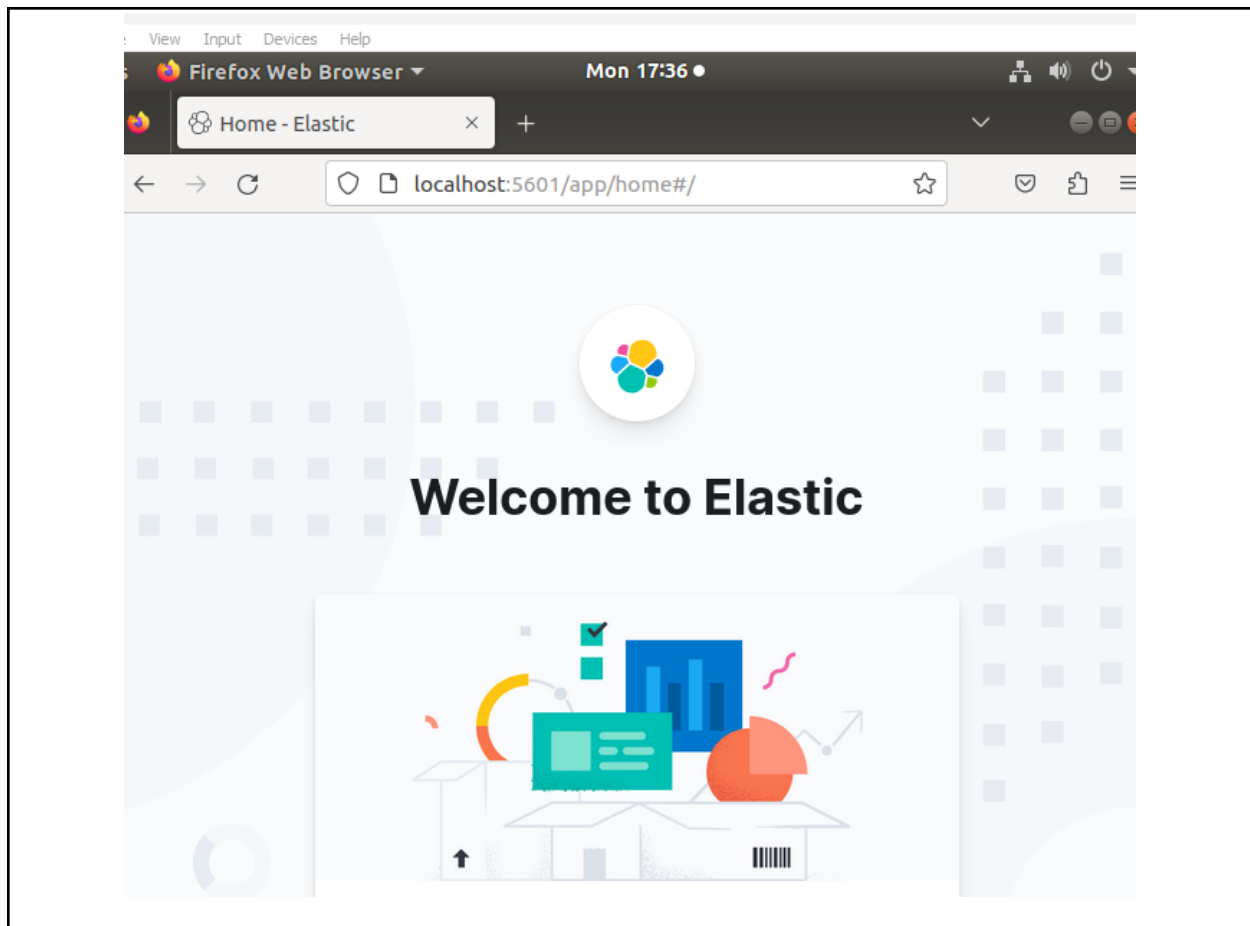 View Input Devices Help
Firefox Web Browser Mon 17:36
Home - Elastic
localhost:5601/app/home#/
Welcome to Elastic